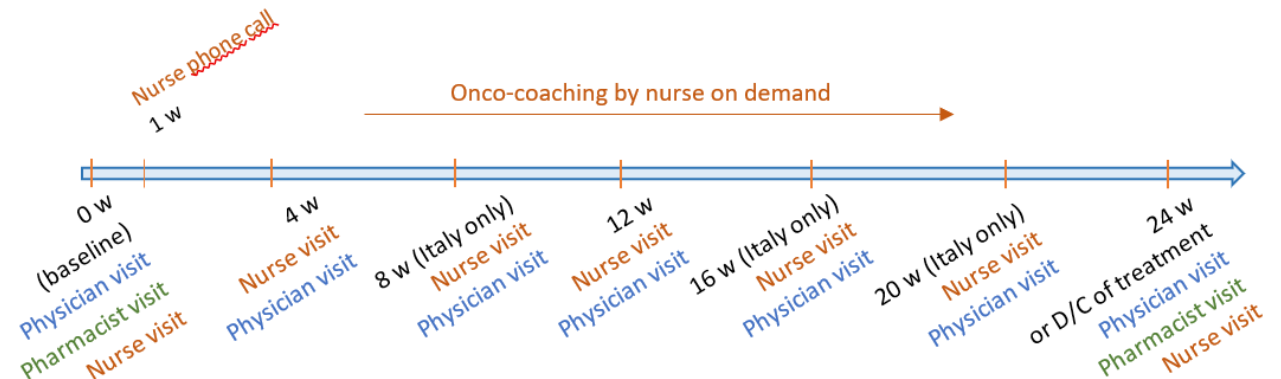 Nurse phone call
1 w
Onco-coaching by nurse on demand
0 w
(baseline)
Physician visit
Pharmacist visit
Nurse visit
4 w
Nurse visit
Physician visit
8 w (Italy only)
Nurse visit
Physician visit
12 w
Nurse visit
Physician visit
16 w (Italy only)
Nurse visit
Physician visit
20 w (Italy only)
Nurse visit
Physician visit
24 w
or D/C of treatment
Physician visit
Pharmacist visit
Nurse visit